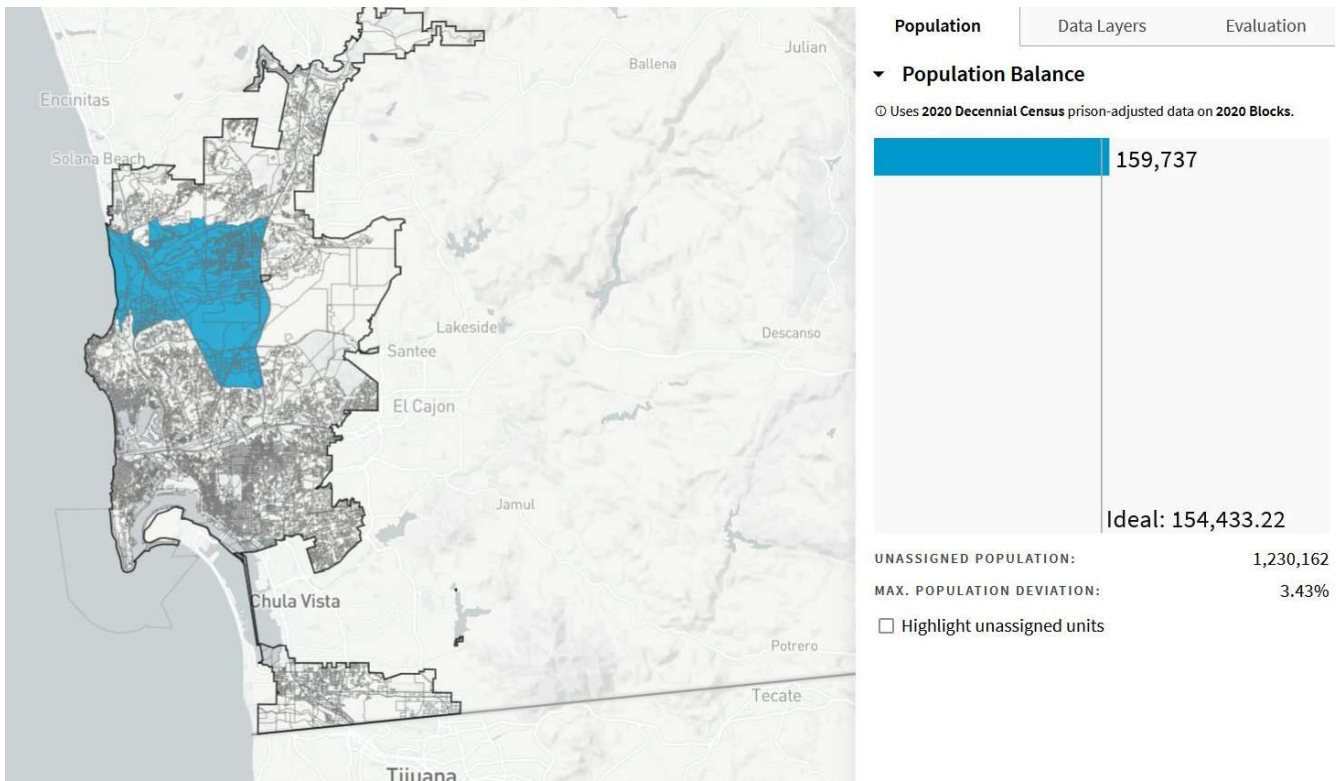 Population
Data Layers
Evaluation
Population Balance
Uses 2020 Decennial Census prison-adjusted data on 2020 Blocks.
159,737
Ideal: 154,433.22
UNASSIGNED POPULATION: 1,230,162
MAX. POPULATION DEVIATION: 3.43%
Highlight unassigned units
Julian
Ballena
Encinitas
Solana Beach
Lakeside
Descanso
Santee
El Cajon
Jamul
Chula Vista
Potrero
Tecate
Tijuana